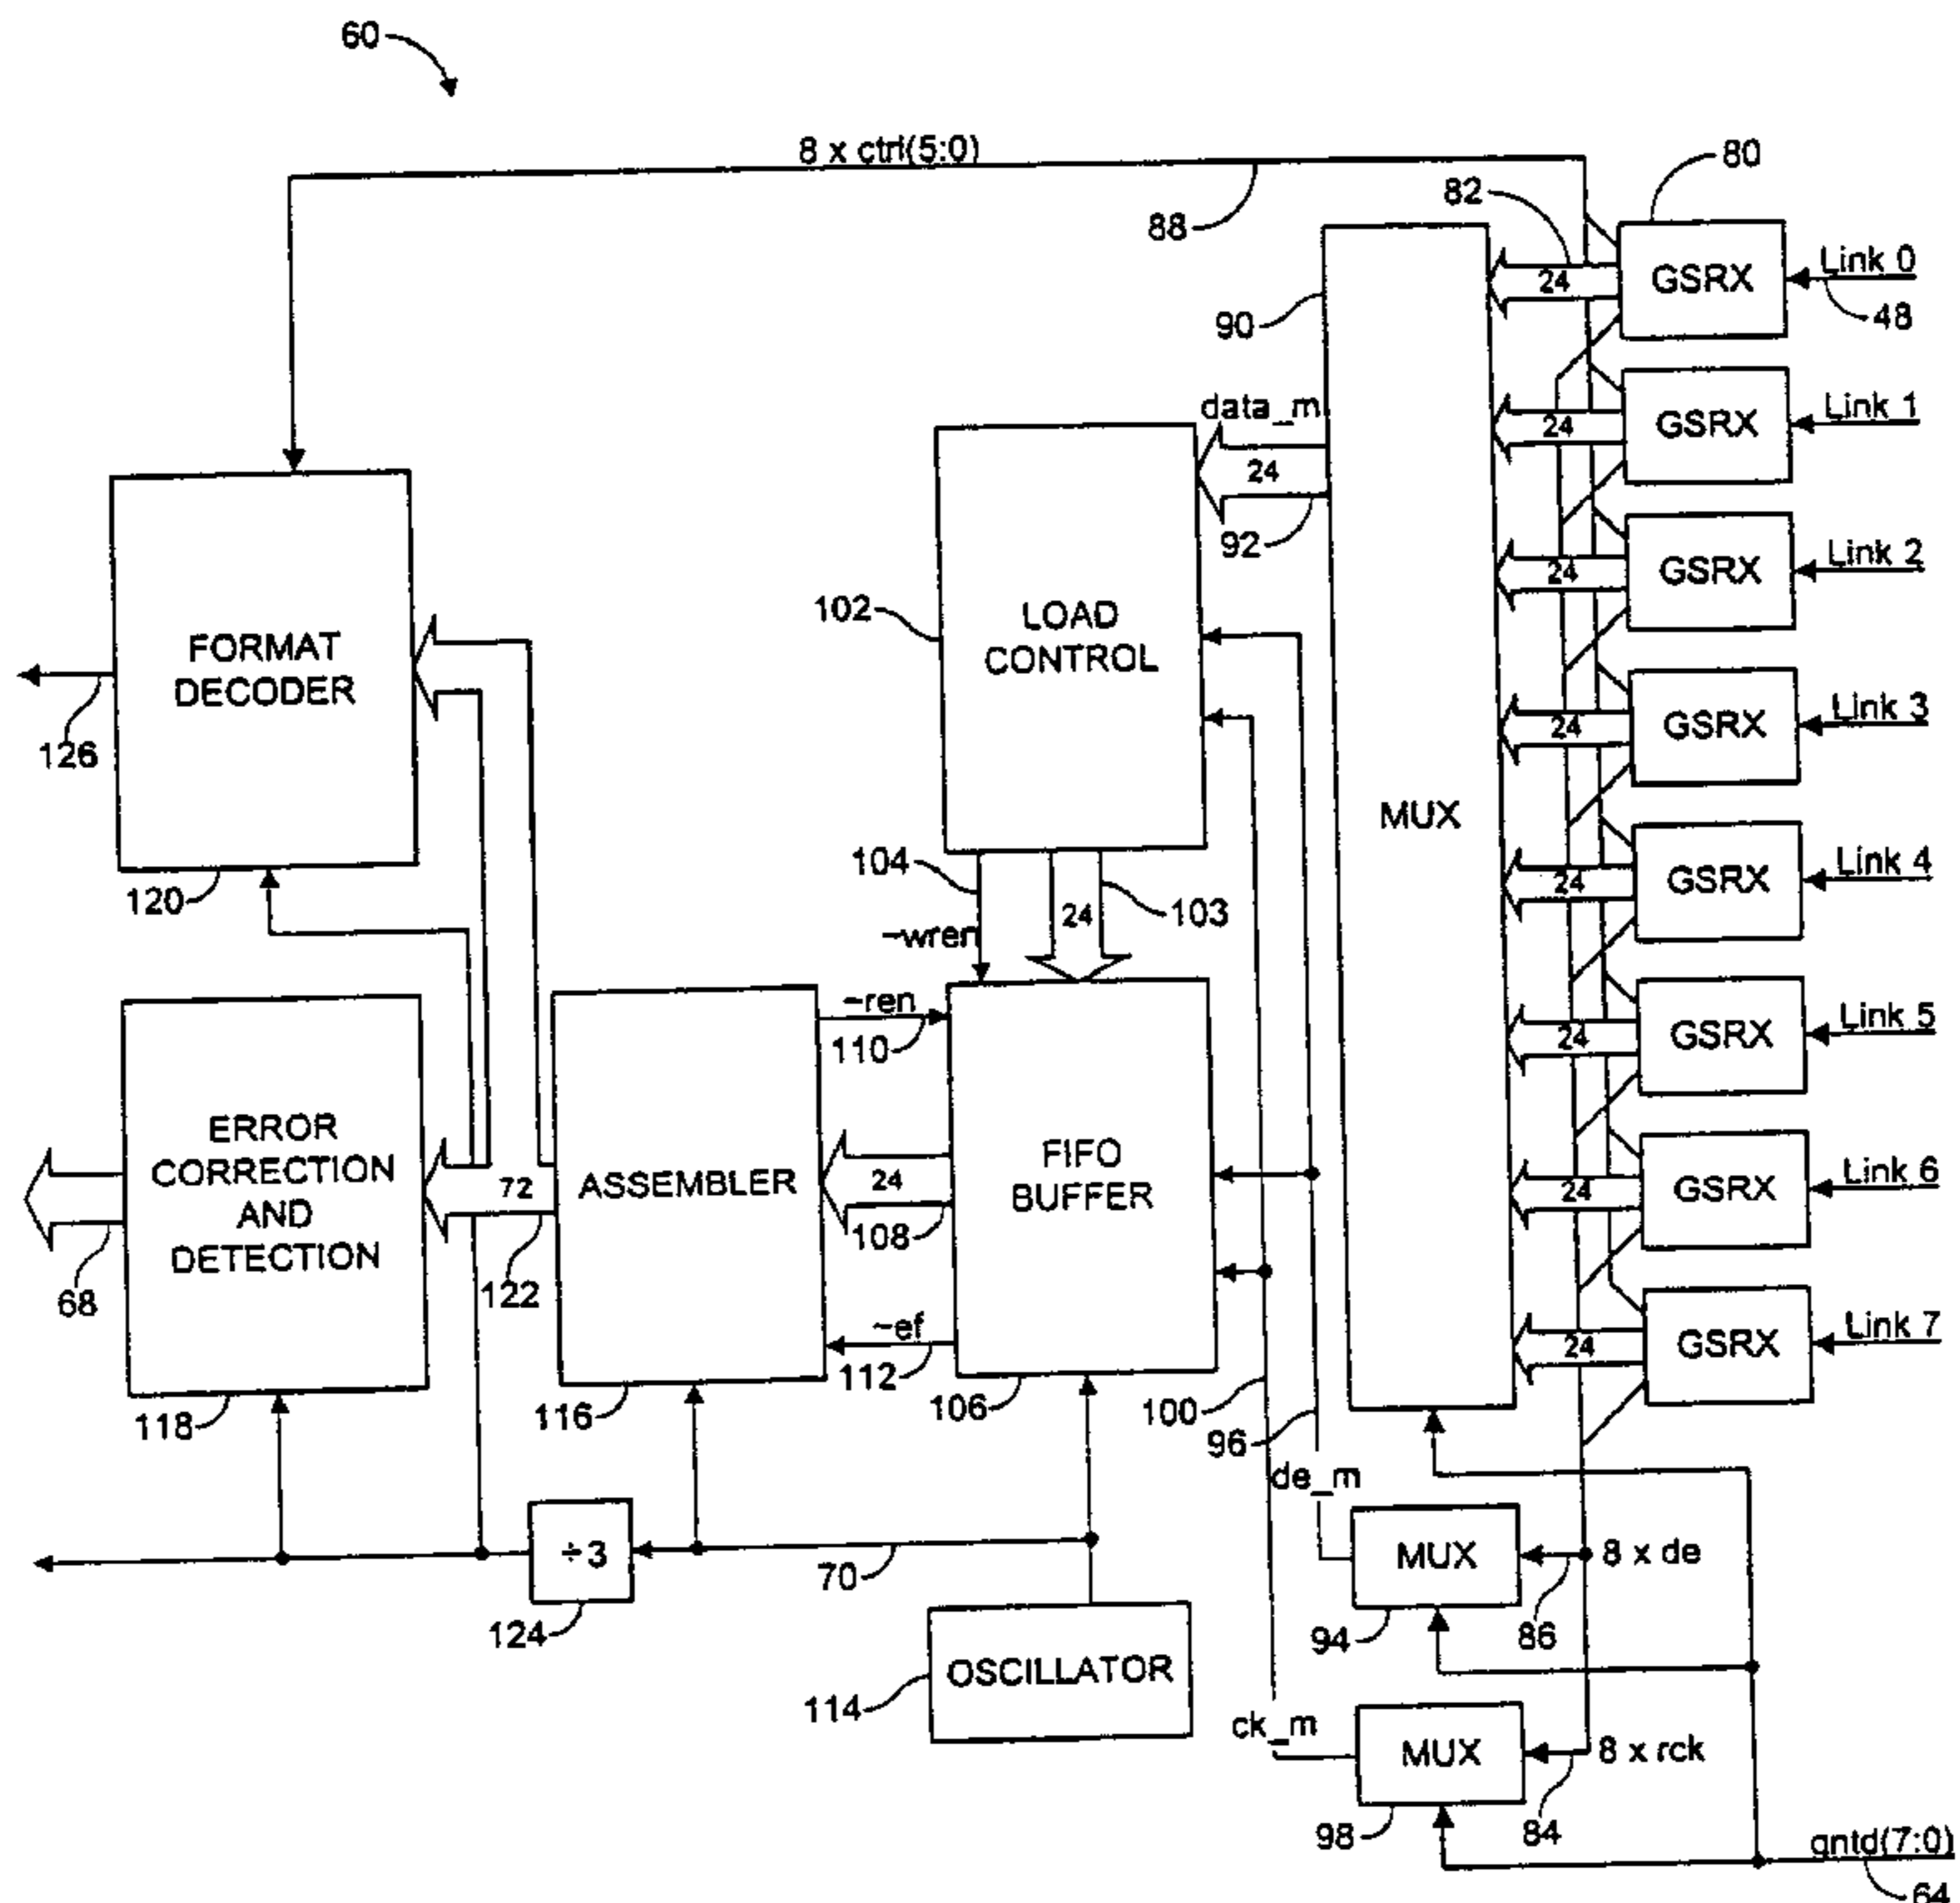 60
8 x ctrl(5:0)
88
82
80
GSRX
24
Link 0
48
90
data_m
24
92
GSRX
24
Link 1
GSRX
24
Link 2
102
LOAD
CONTROL
FORMAT
DECODER
126
120
GSRX
24
Link 3
MUX
104
~wren
24
103
GSRX
24
Link 4
~ren
110
GSRX
24
Link 5
ERROR
CORRECTION
AND
DETECTION
68
118
72
122
ASSEMBLER
116
24
108
FIFO
BUFFER
~ef
112
106
100
96
GSRX
24
Link 6
GSRX
24
Link 7
de_m
÷3
124
70
MUX
94
86
8 x de
OSCILLATOR
114
ck_m
MUX
98
84
8 x rck
qntd(7:0)
64